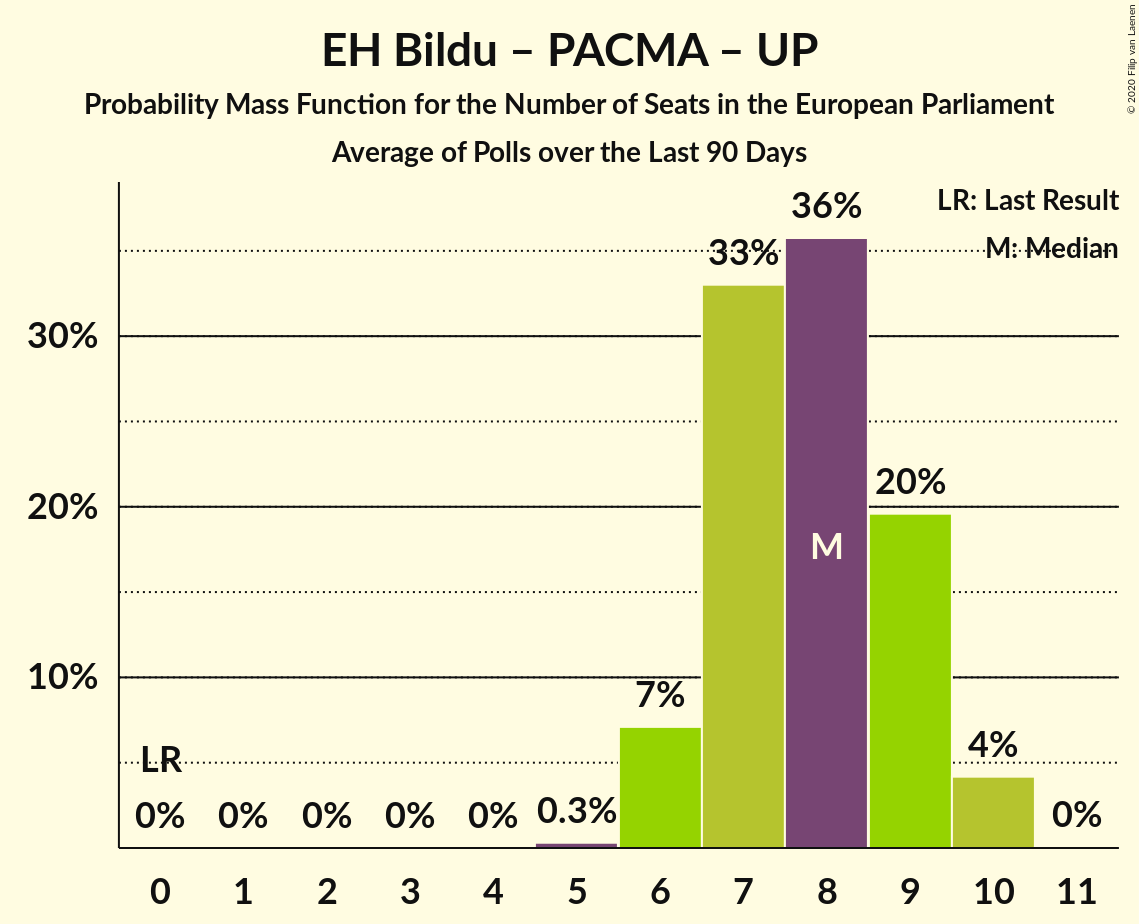 EH Bildu – PACMA – UP
Probability Mass Function for the Number of Seats in the European Parliament
Average of Polls over the Last 90 Days
© 2020 Filip van Laenen
LR: Last Result
M: Median
36%
33%
30%
20%
20%
M
10%
7%
LR
4%
0% 0% 0% 0% 0% 0.3% 0%
0 1 2 3 4 5 6 7 8 9 10 11